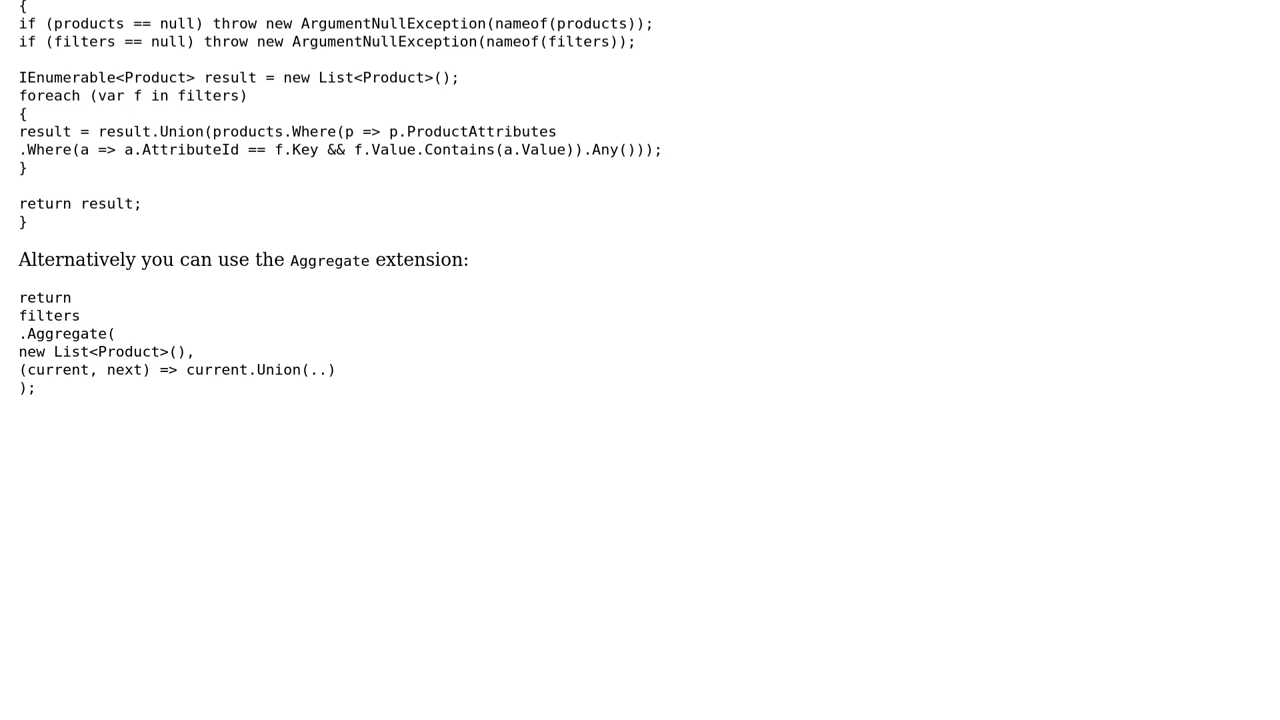 {
if (products == null) throw new ArgumentNullException(nameof(products));
if (filters == null) throw new ArgumentNullException(nameof(filters));
IEnumerable<Product> result = new List<Product>();
foreach (var f in filters)
{
result = result.Union(products.Where(p => p.ProductAttributes
.Where(a => a.AttributeId == f.Key && f.Value.Contains(a.Value)).Any()));
}
return result;
}
Alternatively you can use the Aggregate extension:
return
filters
.Aggregate(
new List<Product>(),
(current, next) => current.Union(..)
);